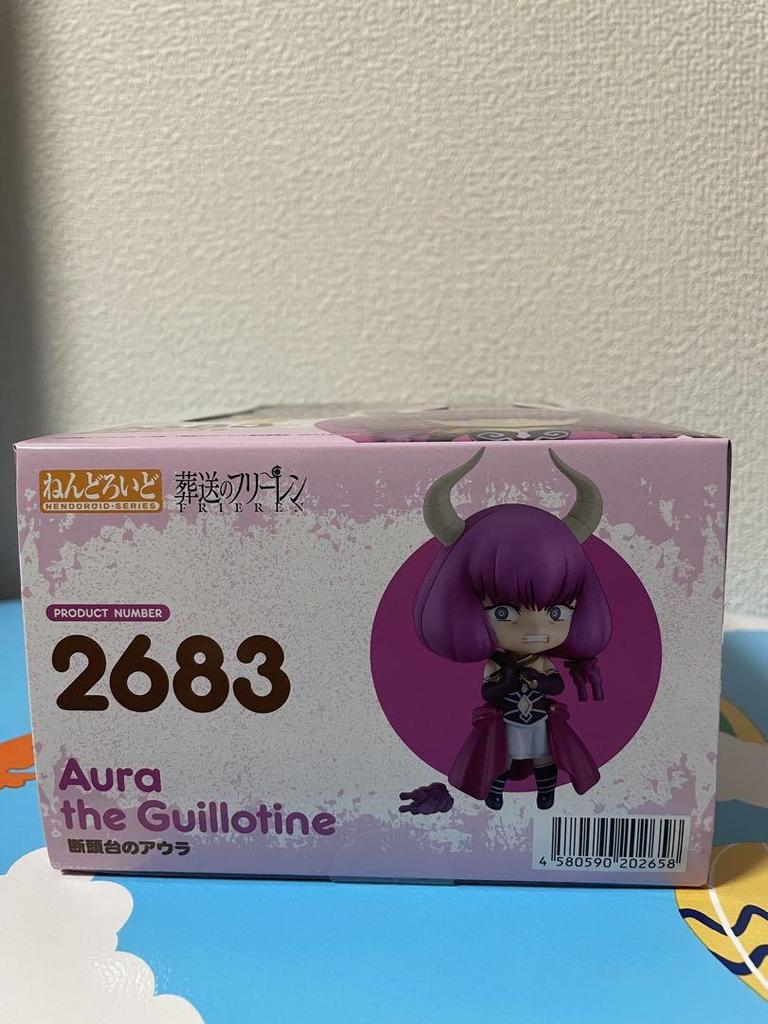 ねんどろいど
NENDOROID-SERIES
葬送のフリーレン
FRIEREN
PRODUCT NUMBER
2683
Aura
the Guillotine
断頭台のアウラ
4 580590 202658